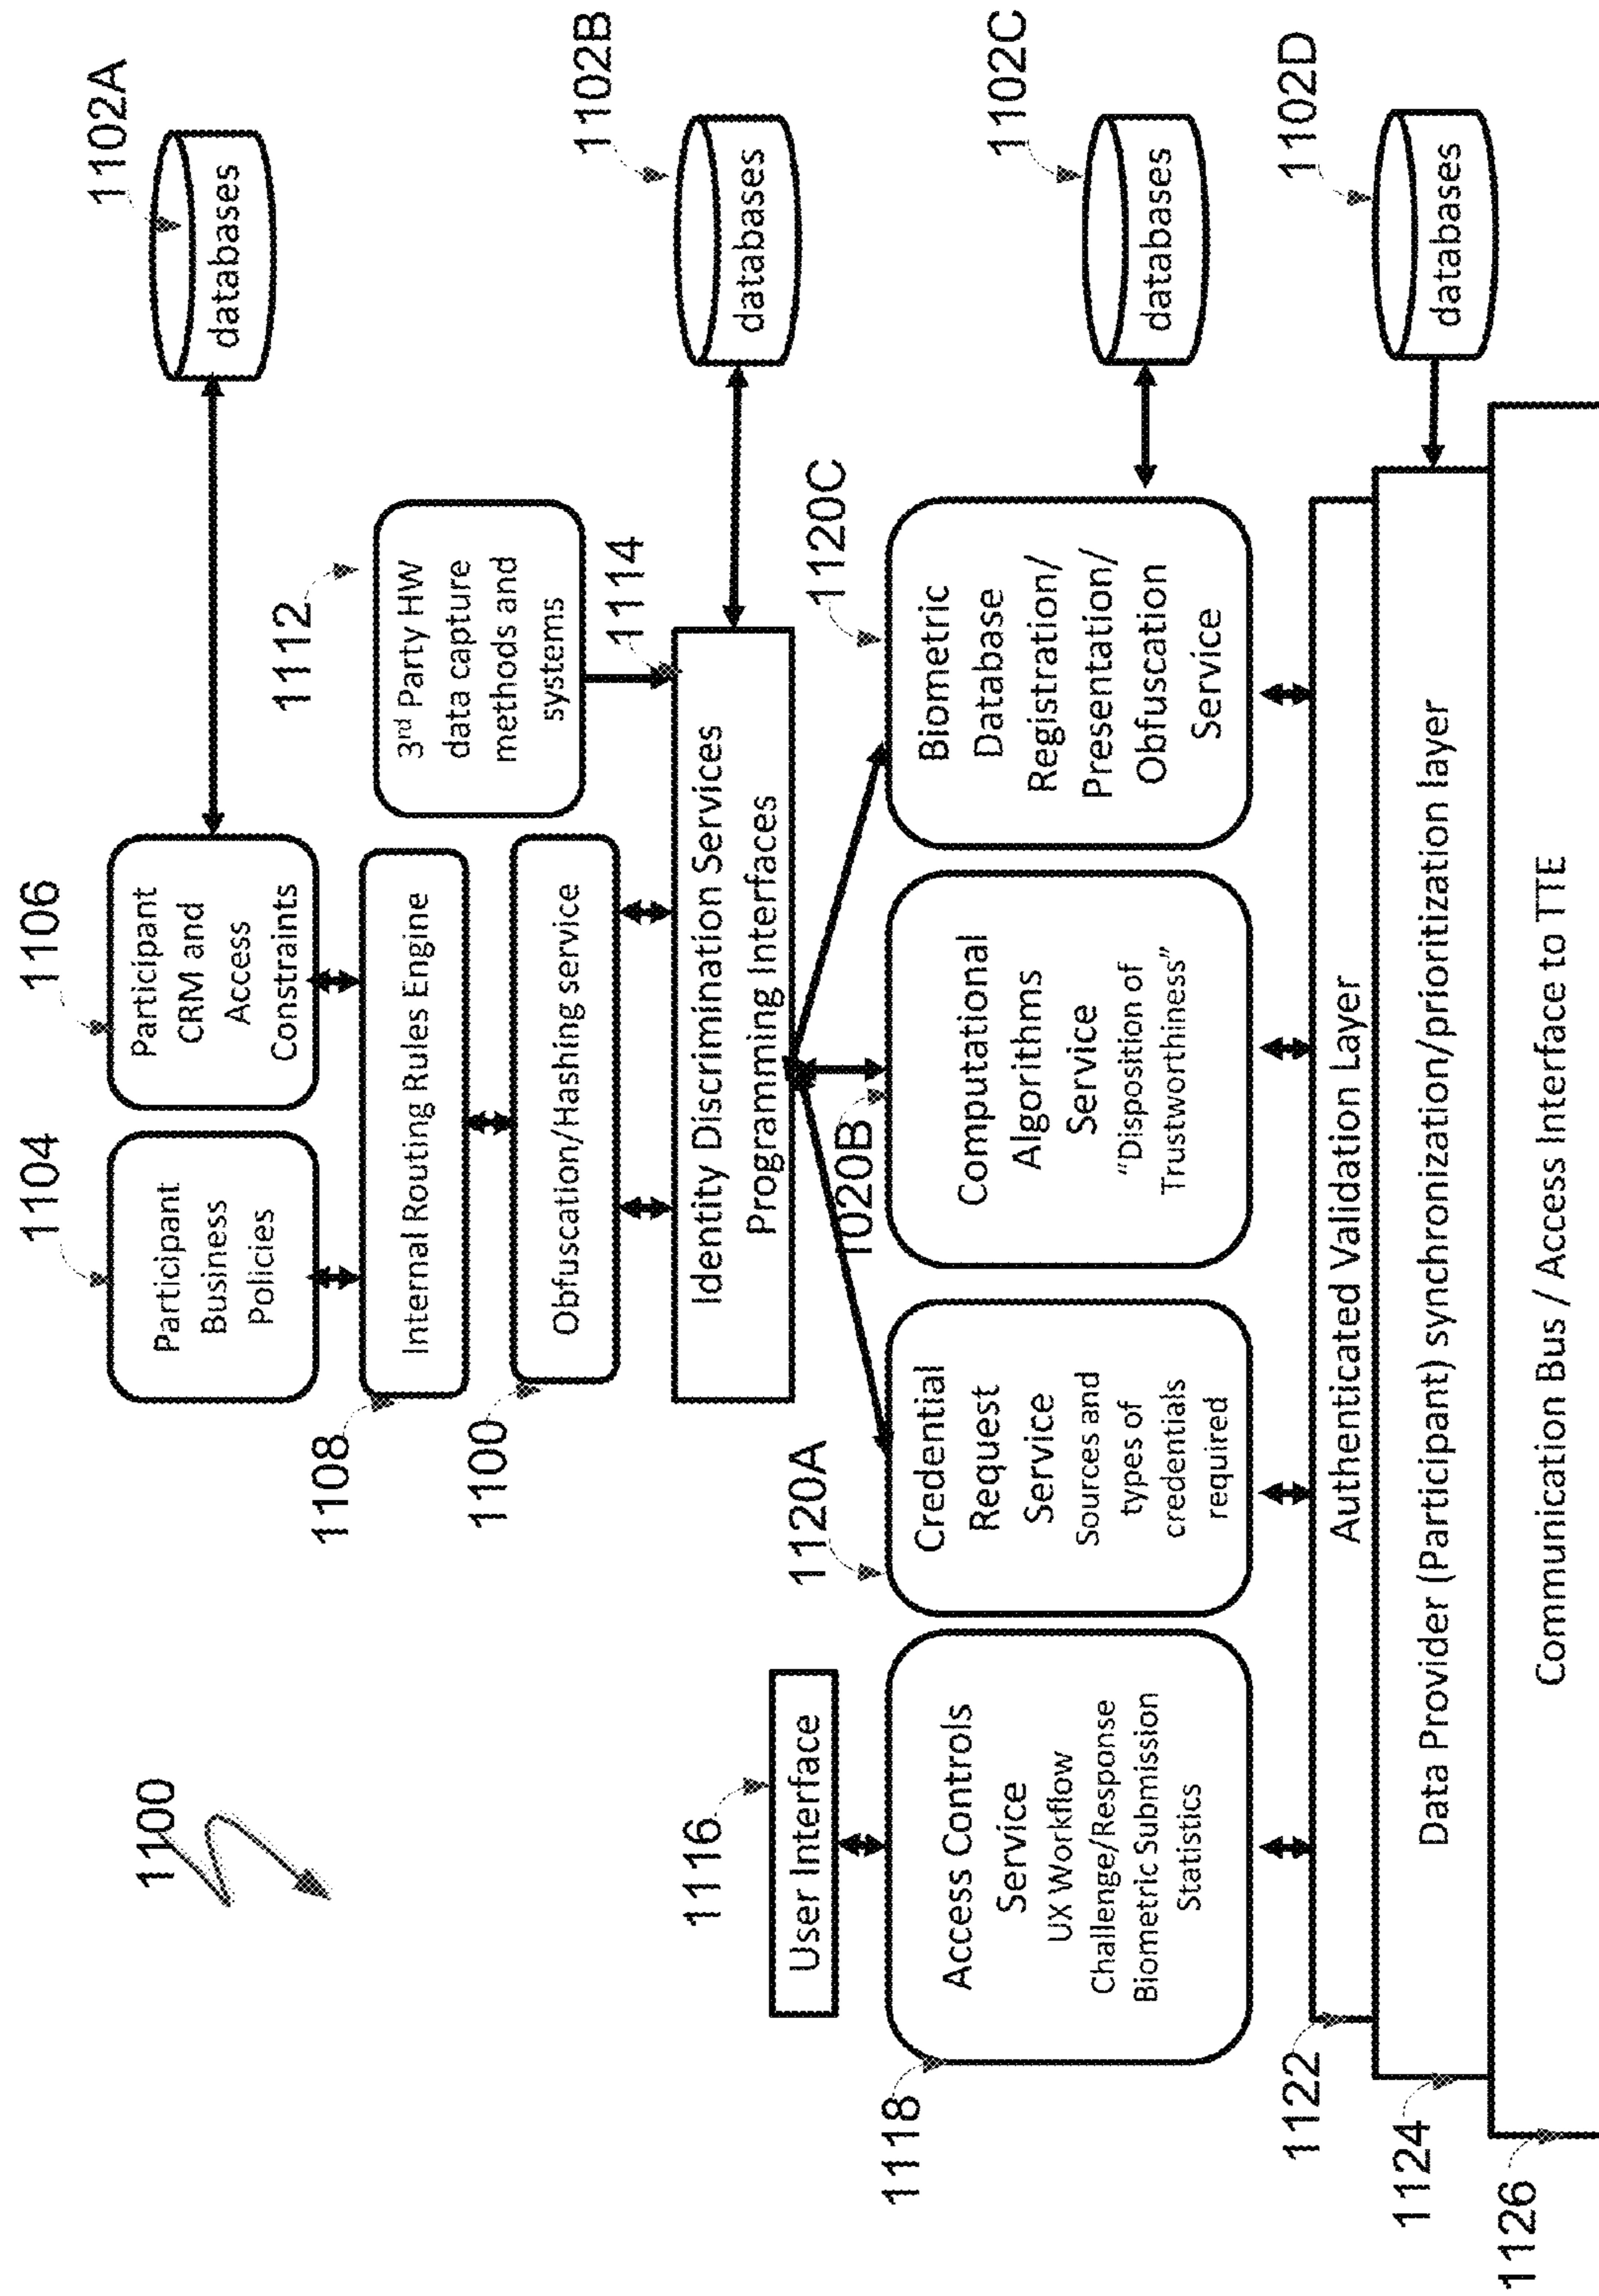 1100
1104
1106
1102A
Participant
Business
Policies
Participant
CRM and
Access
Constraints
databases
1108
Internal Routing Rules Engine
1112
3rd Party HW
data capture
methods and
systems
1100
Obfuscation/Hashing service
1114
1102B
Identity Discrimination Services
Programming Interfaces
databases
1116
User Interface
1120A
1020B
1120C
1102C
1118
Access Controls
Service
UX Workflow
Challenge/Response
Biometric Submission
Statistics
Credential
Request
Service
Sources and
types of
credentials
required
Computational
Algorithms
Service
"Disposition of
Trustworthiness"
Biometric
Database
Registration/
Presentation/
Obfuscation
Service
databases
1122
Authenticated Validation Layer
1102D
1124
Data Provider (Participant) synchronization/prioritization layer
databases
1126
Communication Bus / Access Interface to TTE